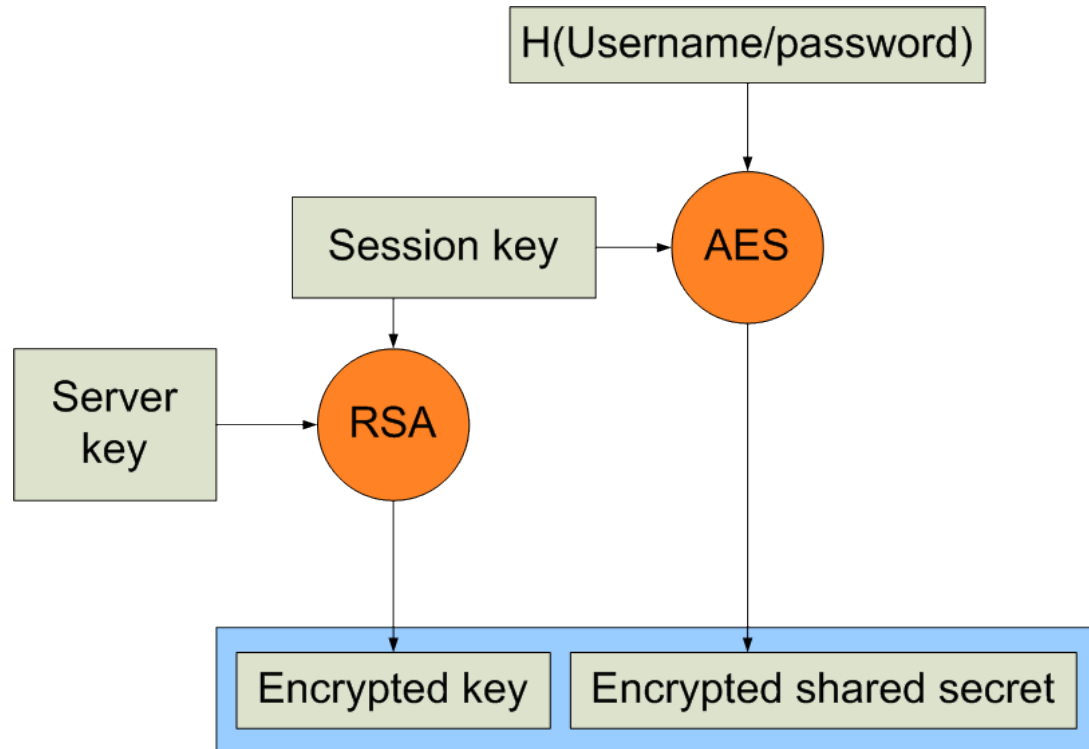 H(Username/password)
Session key
AES
Server
key
RSA
Encrypted key
Encrypted shared secret